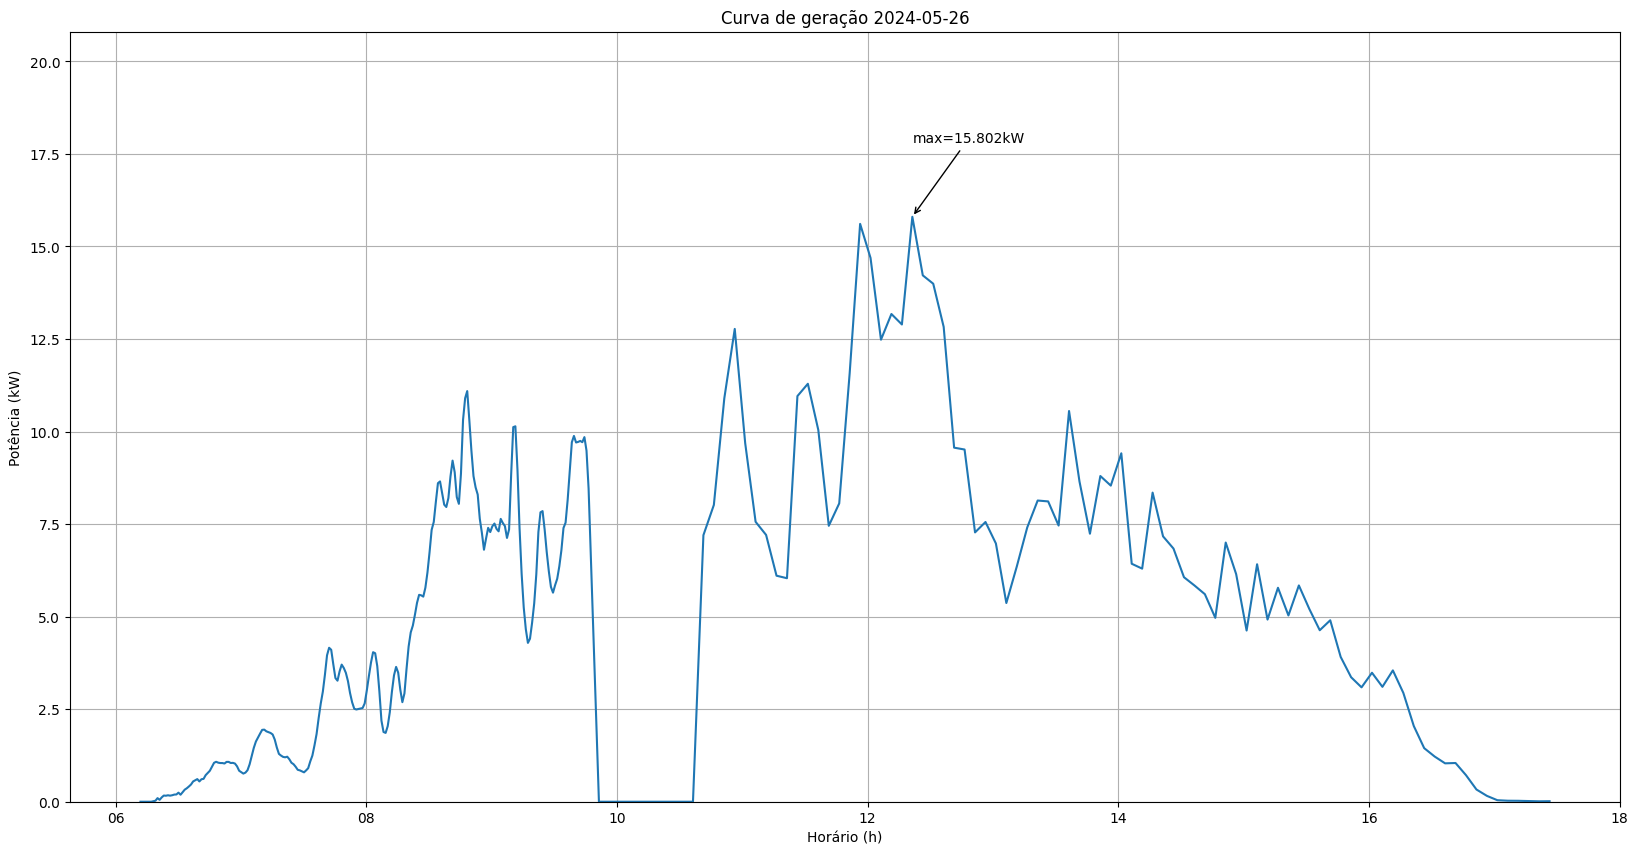 Curva de geração 2024-05-26
20.0
17.5
15.0
12.5
10.0
7.5
5.0
2.5
0.0
Potência (kW)
max=15.802kW
06 08 10 12 14 16 18
Horário (h)